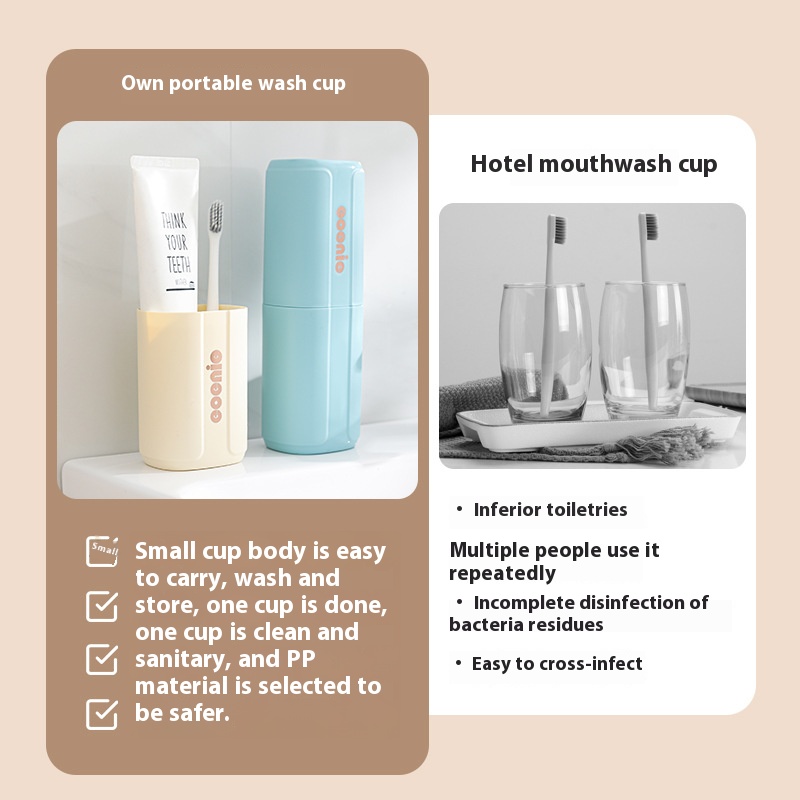 Own portable wash cup
THINK
YOUR
TEETH
coonie
coonie
Small
Small cup body is easy
to carry, wash and
store, one cup is done,
one cup is clean and
sanitary, and PP
material is selected to
be safer.
Hotel mouthwash cup
• Inferior toiletries
Multiple people use it
repeatedly
• Incomplete disinfection of
bacteria residues
• Easy to cross-infect